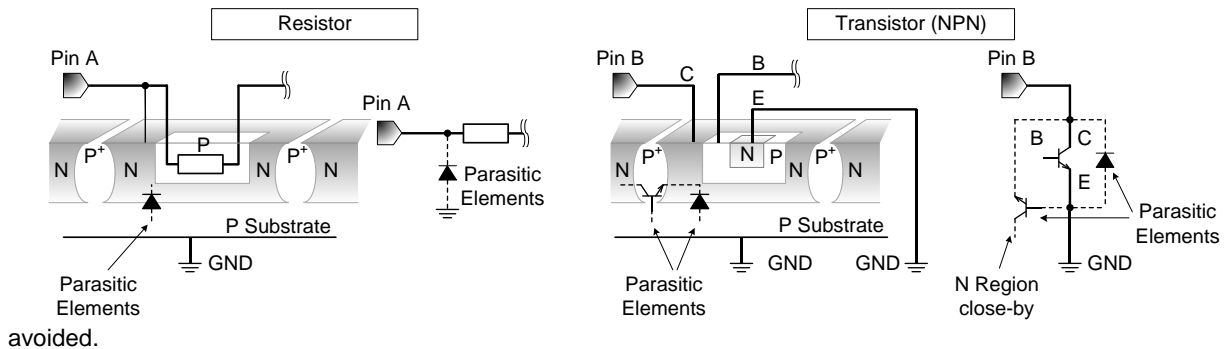 Resistor
Transistor (NPN)
Pin A
Pin A
N
P+
N
P
N
P+
N
Parasitic
Elements
P Substrate
GND
Parasitic
Elements
Pin B
C
B
E
N
P+
N
N
P
N
P+
N
P Substrate
GND
GND
Parasitic
Elements
Pin B
B
C
E
Parasitic
Elements
GND
N Region
close-by
avoided.